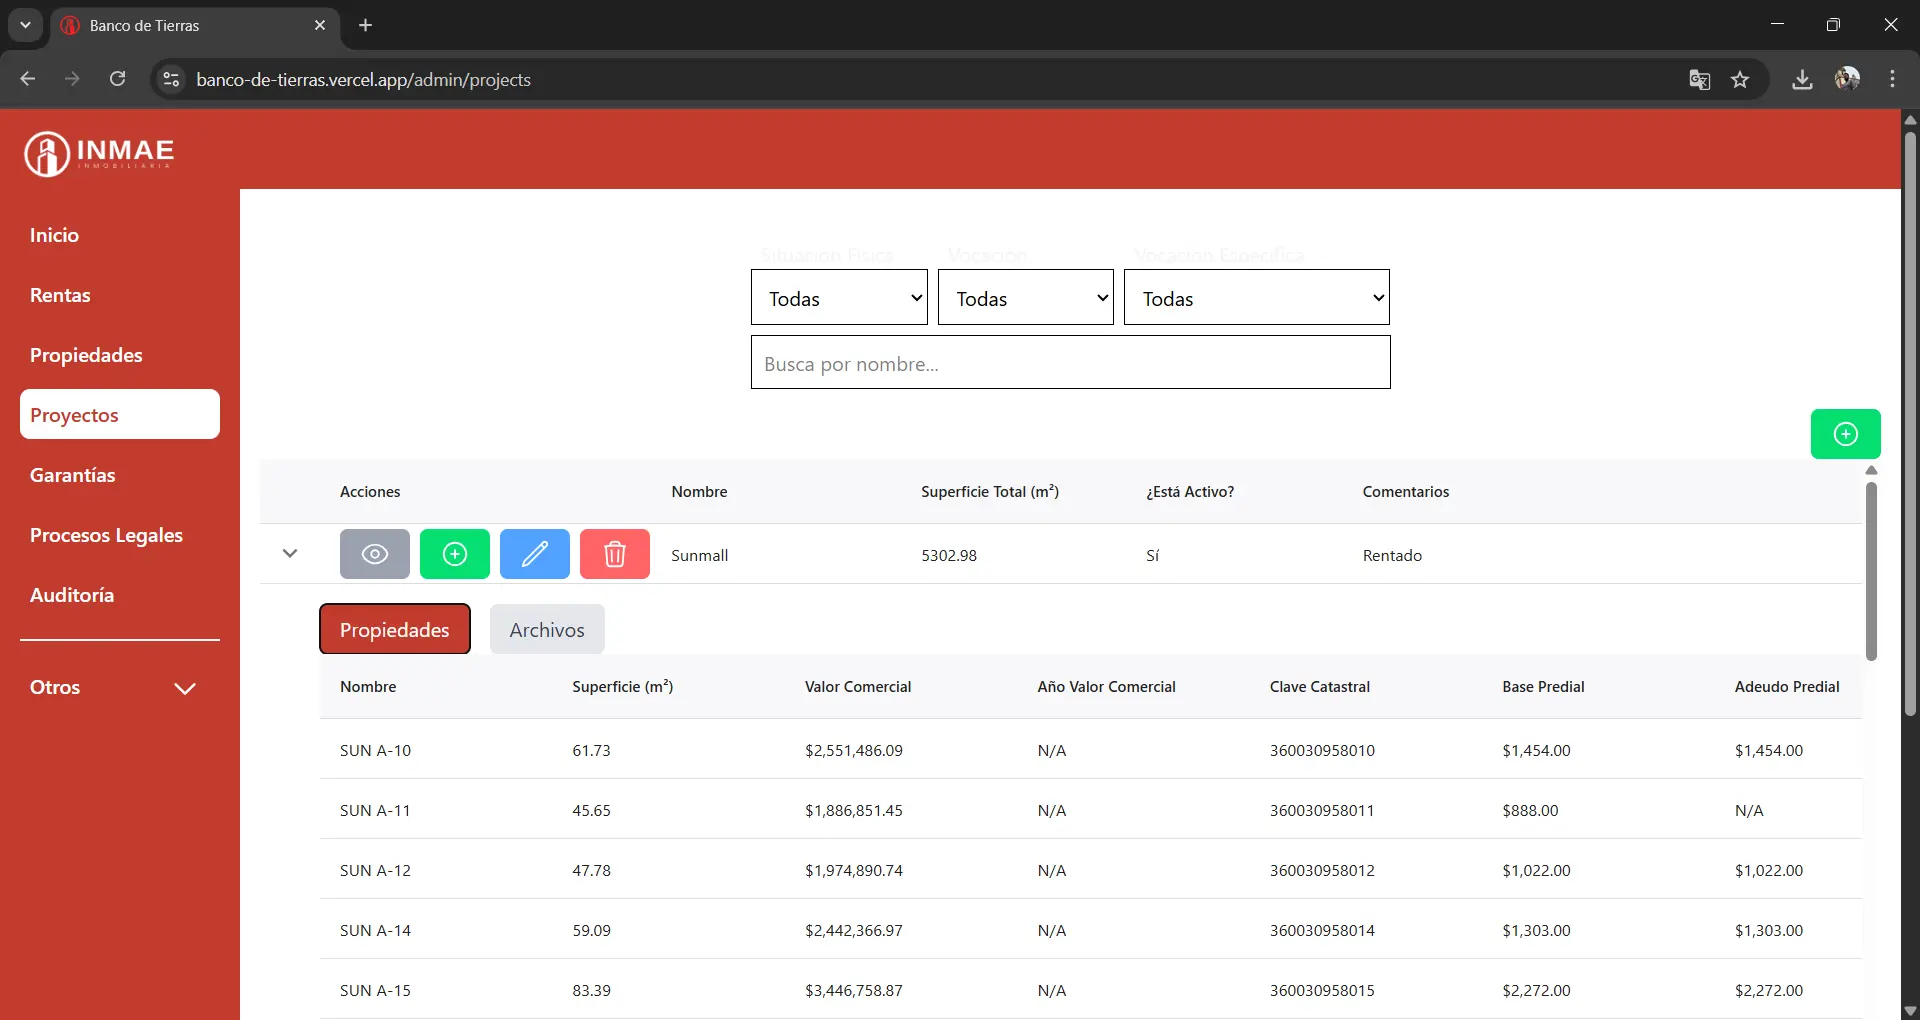 Banco de Tierras
banco-de-tierras.vercel.app/admin/projects
INMAE
INMOBILIARIA
Inicio
Rentas
Propiedades
Proyectos
Garantías
Procesos Legales
Auditoría
Otros
Situación Física Vocación Vocación Específica
Todas Todas Todas
Busca por nombre...
Acciones Nombre Superficie Total (m²) ¿Está Activo? Comentarios
Sunmall 5302.98 Sí Rentado
Propiedades Archivos
Nombre Superficie (m²) Valor Comercial Año Valor Comercial Clave Catastral Base Predial Adeudo Predial
SUN A-10 61.73 $2,551,486.09 N/A 360030958010 $1,454.00 $1,454.00
SUN A-11 45.65 $1,886,851.45 N/A 360030958011 $888.00 N/A
SUN A-12 47.78 $1,974,890.74 N/A 360030958012 $1,022.00 $1,022.00
SUN A-14 59.09 $2,442,366.97 N/A 360030958014 $1,303.00 $1,303.00
SUN A-15 83.39 $3,446,758.87 N/A 360030958015 $2,272.00 $2,272.00